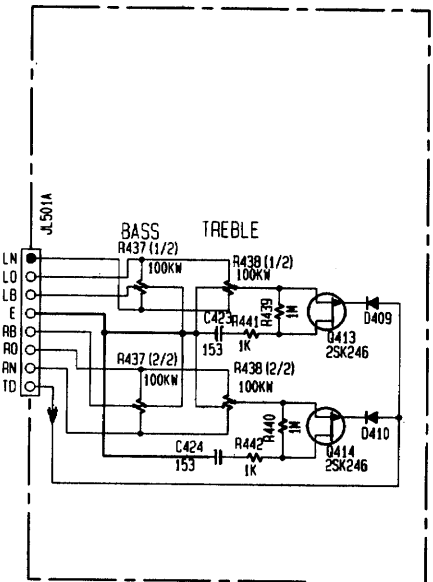 JL501A
BASS TREBLE
R437 (1/2)
100KW
R438 (1/2)
100KW
LN
LO
LB
E
RB
RO
RN
TD
C423
153
R441
1K
R439
1M
Q413
2SK246
D409
R437 (2/2)
100KW
R438 (2/2)
100KW
C424
153
R442
1K
R440
1M
Q414
2SK246
D410